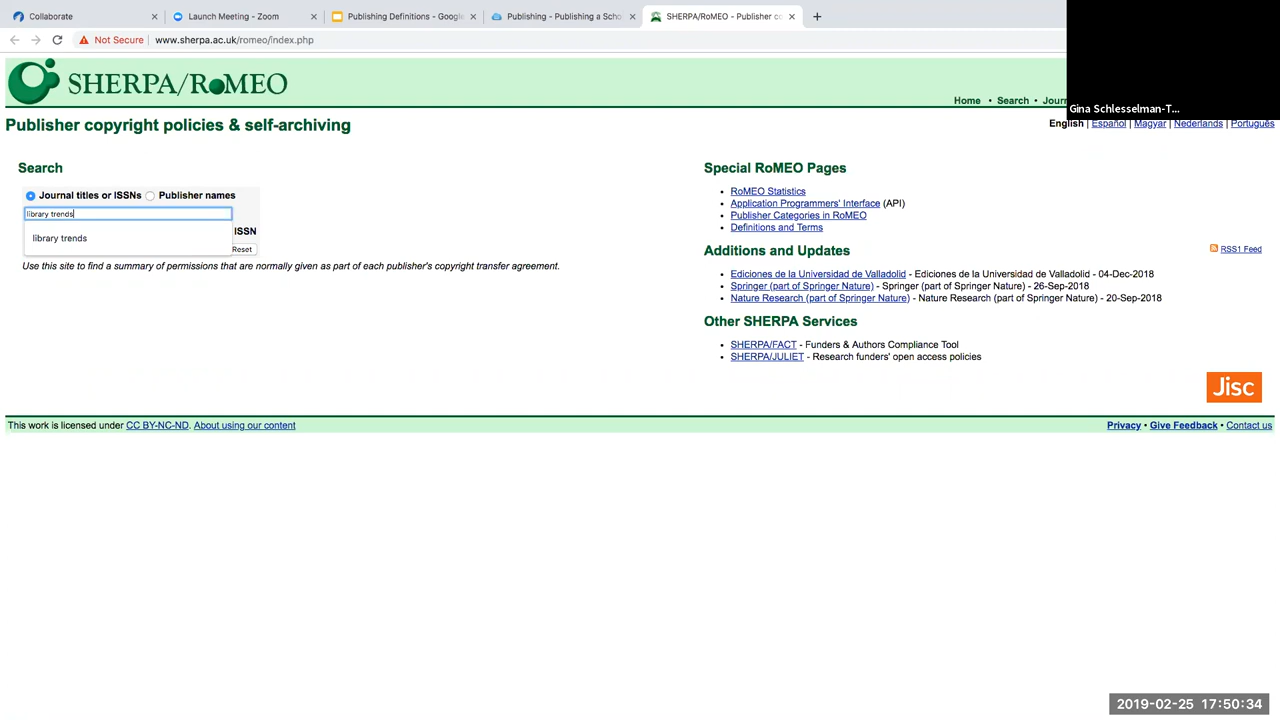 Collaborate
Launch Meeting - Zoom
Publishing Definitions - Google
Publishing - Publishing a Scho
SHERPA/RoMEO - Publisher co
Not Secure
www.sherpa.ac.uk/romeo/index.php
SHERPA/RoMEO
Home • Search • Jour
Gina Schlesselman-T...
Publisher copyright policies & self-archiving
English | Español | Magyar | Nederlands | Português
Search
Journal titles or ISSNs
Publisher names
library trends
library trends
ISSN
Reset
Use this site to find a summary of permissions that are normally given as part of each publisher's copyright transfer agreement.
Special RoMEO Pages
• RoMEO Statistics
• Application Programmers' Interface (API)
• Publisher Categories in RoMEO
• Definitions and Terms
Additions and Updates
RSS1 Feed
• Ediciones de la Universidad de Valladolid - Ediciones de la Universidad de Valladolid - 04-Dec-2018
• Springer (part of Springer Nature) - Springer (part of Springer Nature) - 26-Sep-2018
• Nature Research (part of Springer Nature) - Nature Research (part of Springer Nature) - 20-Sep-2018
Other SHERPA Services
• SHERPA/FACT - Funders & Authors Compliance Tool
• SHERPA/JULIET - Research funders' open access policies
Jisc
This work is licensed under CC BY-NC-ND. About using our content
Privacy • Give Feedback • Contact us
2019-02-25 17:50:34